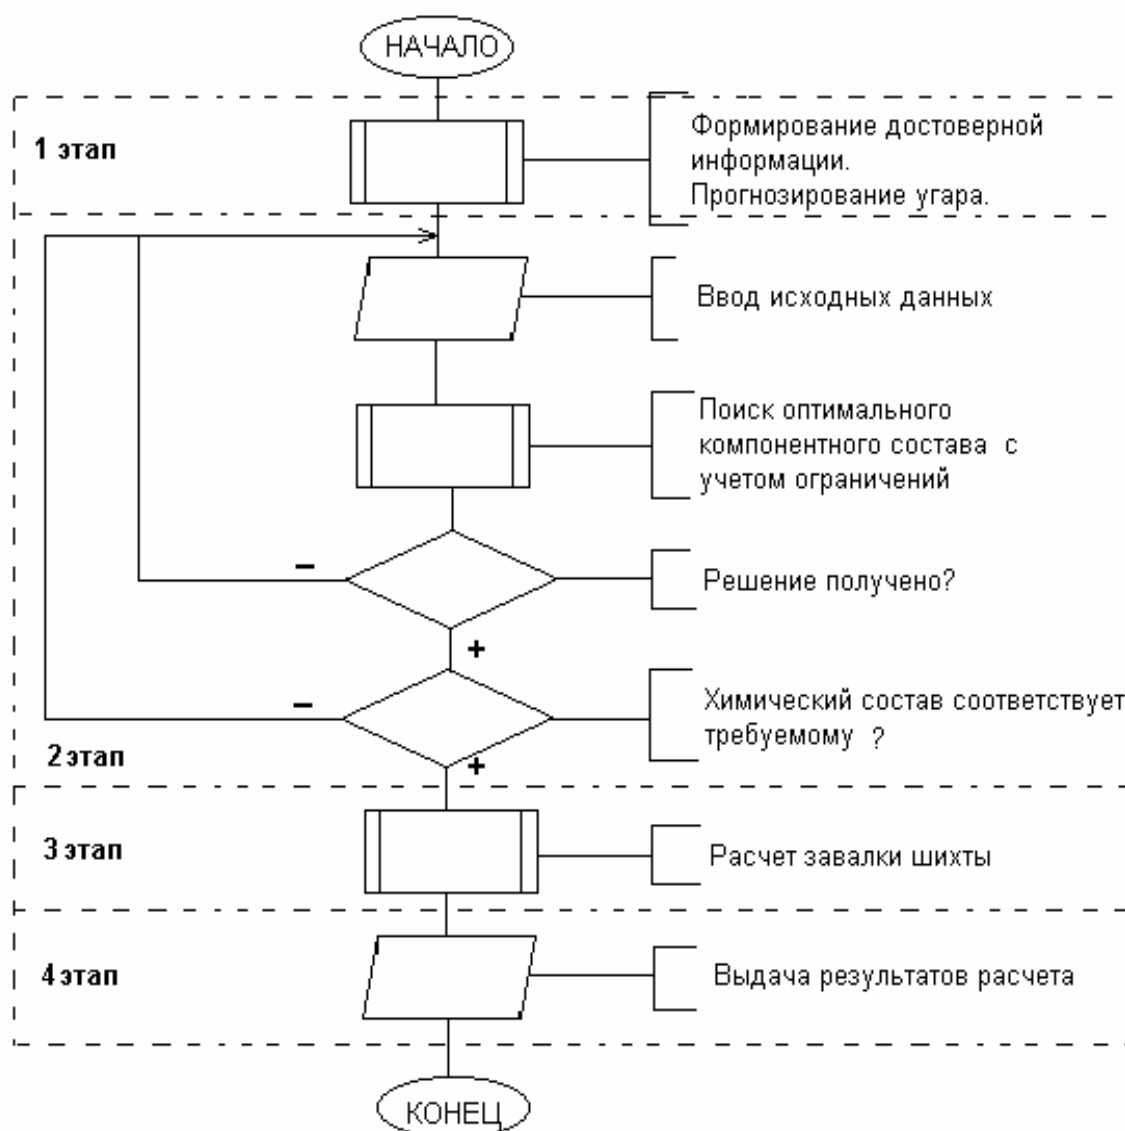 НАЧАЛО
1 этап
Формирование достоверной
информации.
Прогнозирование угара.
Ввод исходных данных
Поиск оптимального
компонентного состава с
учетом ограничений
–
Решение получено?
+
–
Химический состав соответствует
требуемому ?
2 этап
+
3 этап
Расчет завалки шихты
4 этап
Выдача результатов расчета
КОНЕЦ